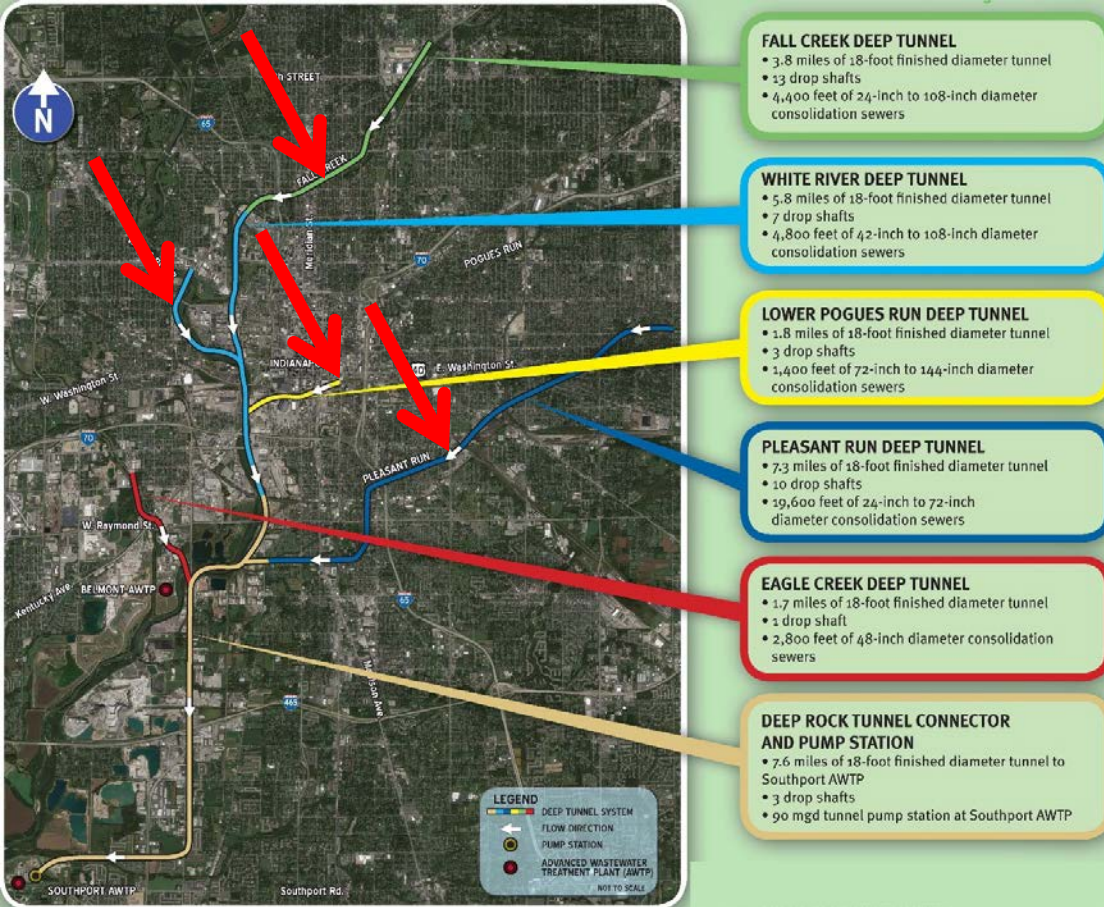 N
STREET
65
FALL CREEK
Meridian St
70
POGUES RUN
INDIANAP
40
E. Washington St.
W. Washington St
70
PLEASANT RUN
W. Raymond St.
BELMONT AWTP
Kentucky Ave
65
Madison Ave
465
SOUTHPORT AWTP
Southport Rd.
LEGEND
DEEP TUNNEL SYSTEM
FLOW DIRECTION
PUMP STATION
ADVANCED WASTEWATER
TREATMENT PLANT (AWTP)
NOT TO SCALE
FALL CREEK DEEP TUNNEL
• 3.8 miles of 18-foot finished diameter tunnel
• 13 drop shafts
• 4,400 feet of 24-inch to 108-inch diameter
consolidation sewers
WHITE RIVER DEEP TUNNEL
• 5.8 miles of 18-foot finished diameter tunnel
• 7 drop shafts
• 4,800 feet of 42-inch to 108-inch diameter
consolidation sewers
LOWER POGUES RUN DEEP TUNNEL
• 1.8 miles of 18-foot finished diameter tunnel
• 3 drop shafts
• 1,400 feet of 72-inch to 144-inch diameter
consolidation sewers
PLEASANT RUN DEEP TUNNEL
• 7.3 miles of 18-foot finished diameter tunnel
• 10 drop shafts
• 19,600 feet of 24-inch to 72-inch
diameter consolidation sewers
EAGLE CREEK DEEP TUNNEL
• 1.7 miles of 18-foot finished diameter tunnel
• 1 drop shaft
• 2,800 feet of 48-inch diameter consolidation
sewers
DEEP ROCK TUNNEL CONNECTOR
AND PUMP STATION
• 7.6 miles of 18-foot finished diameter tunnel to
Southport AWTP
• 3 drop shafts
• 90 mgd tunnel pump station at Southport AWTP